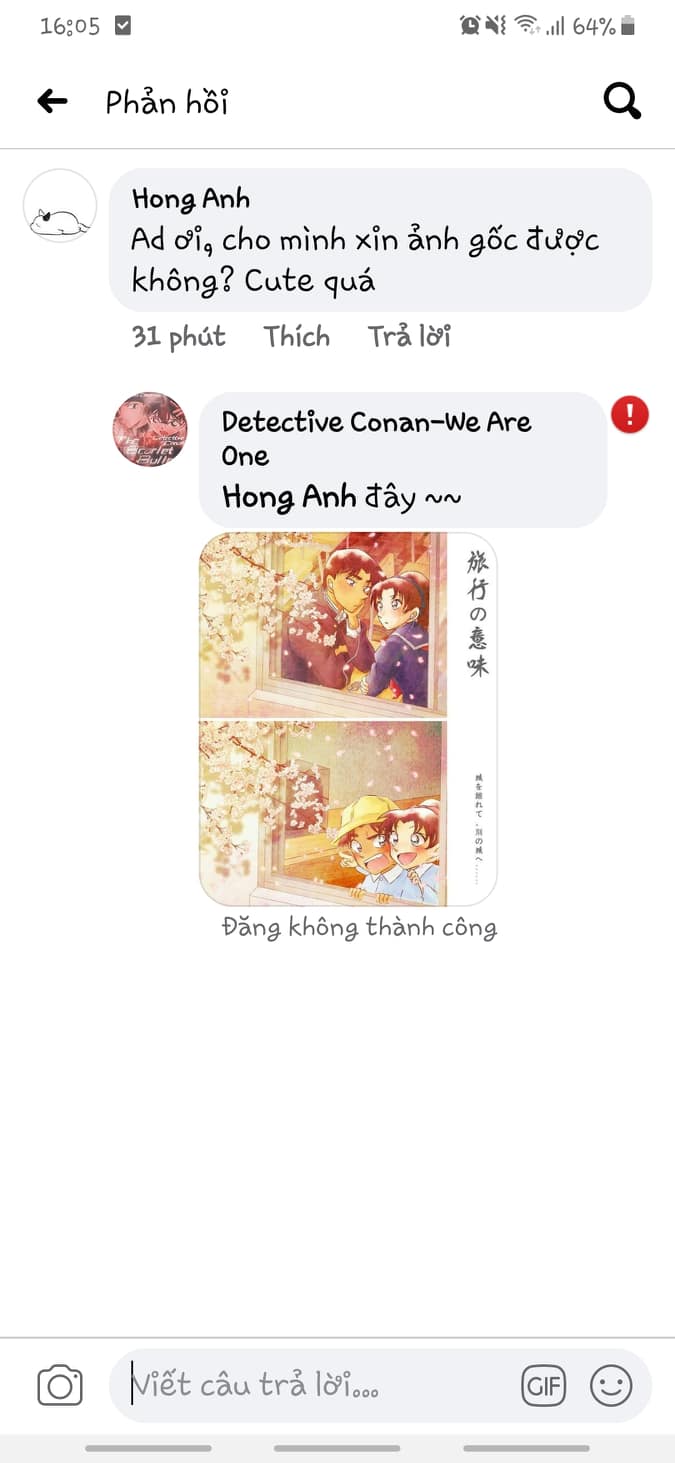 16:05
64%
Phản hồi
Hong Anh
Ad ơi, cho mình xin ảnh gốc được
không? Cute quá
31 phút Thích Trả lời
Detective Conan-We Are
One
Hong Anh đây ~~
旅行の意味
Đăng không thành công
Viết câu trả lời...
GIF